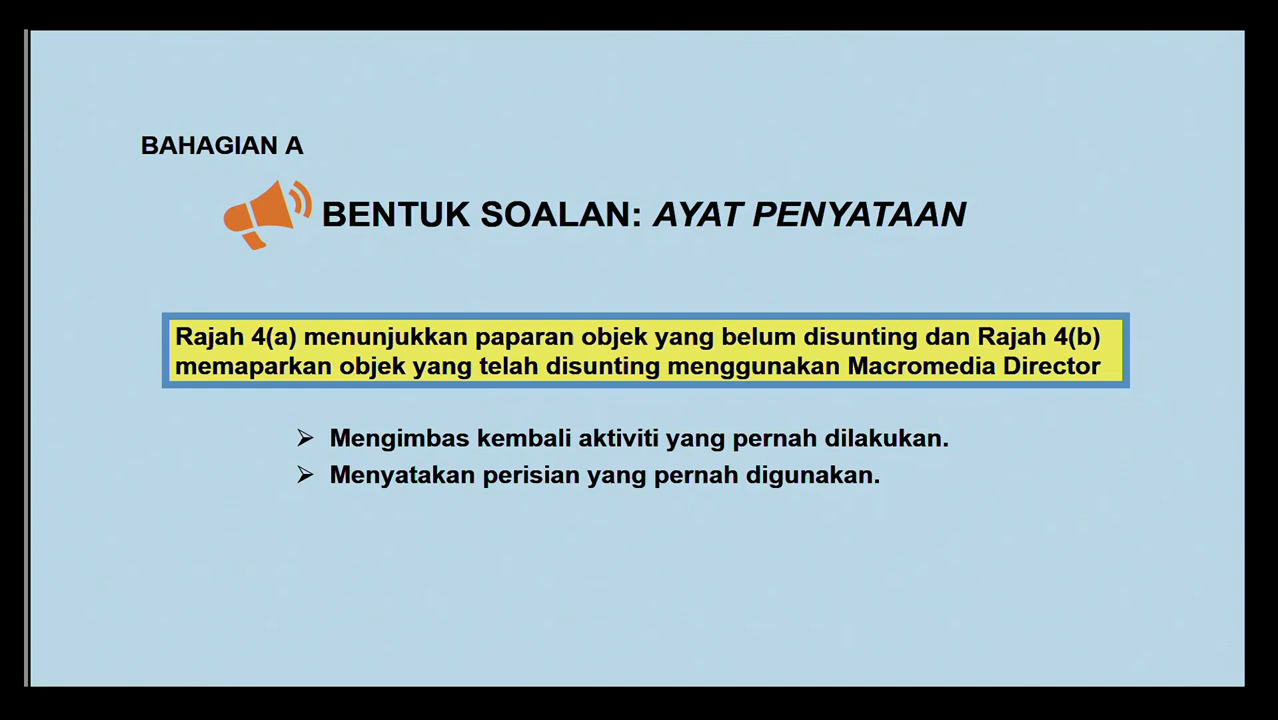 BAHAGIAN A
BENTUK SOALAN: AYAT PENYATAAN
Rajah 4(a) menunjukkan paparan objek yang belum disunting dan Rajah 4(b)
memaparkan objek yang telah disunting menggunakan Macromedia Director
➢ Mengimbas kembali aktiviti yang pernah dilakukan.
➢ Menyatakan perisian yang pernah digunakan.